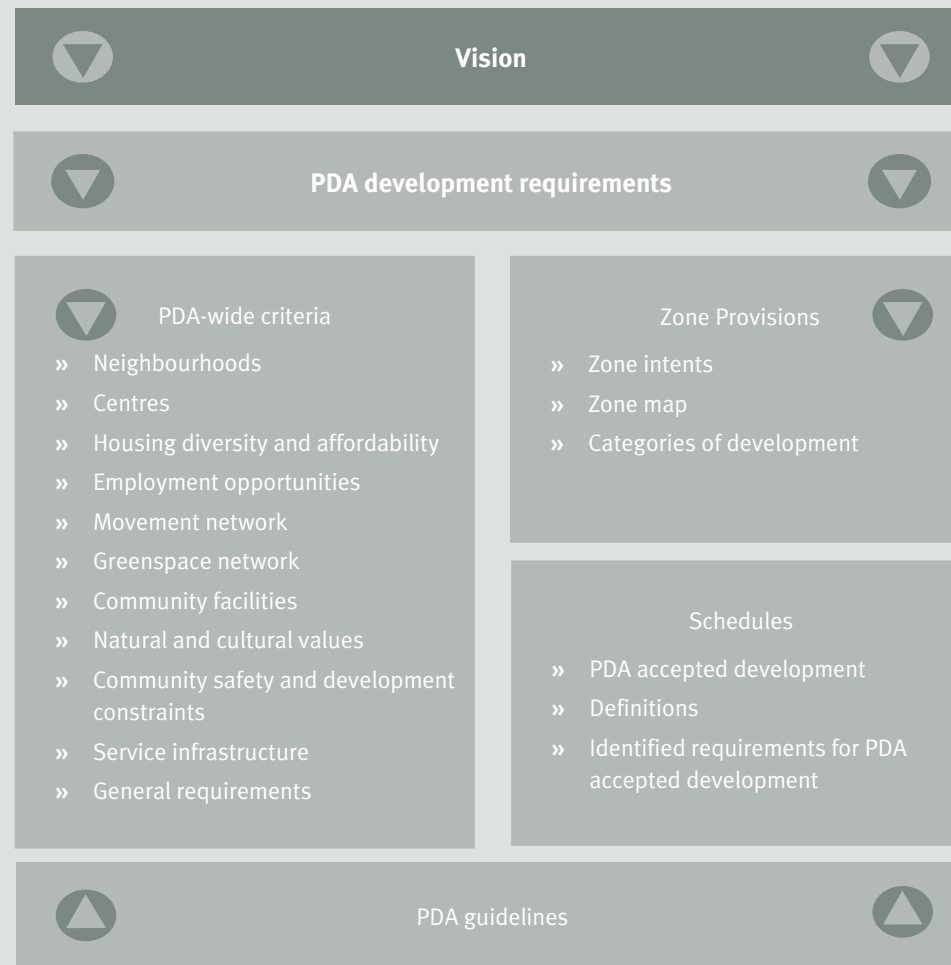 Vision
PDA development requirements
PDA-wide criteria
» Neighbourhoods
» Centres
» Housing diversity and affordability
» Employment opportunities
» Movement network
» Greenspace network
» Community facilities
» Natural and cultural values
» Community safety and development
constraints
» Service infrastructure
» General requirements
Zone Provisions
» Zone intents
» Zone map
» Categories of development
Schedules
» PDA accepted development
» Definitions
» Identified requirements for PDA
accepted development
PDA guidelines